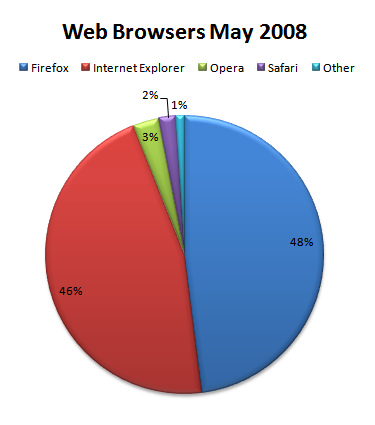 Web Browsers May 2008
Firefox Internet Explorer Opera Safari Other
2% 1%
3%
48%
46%